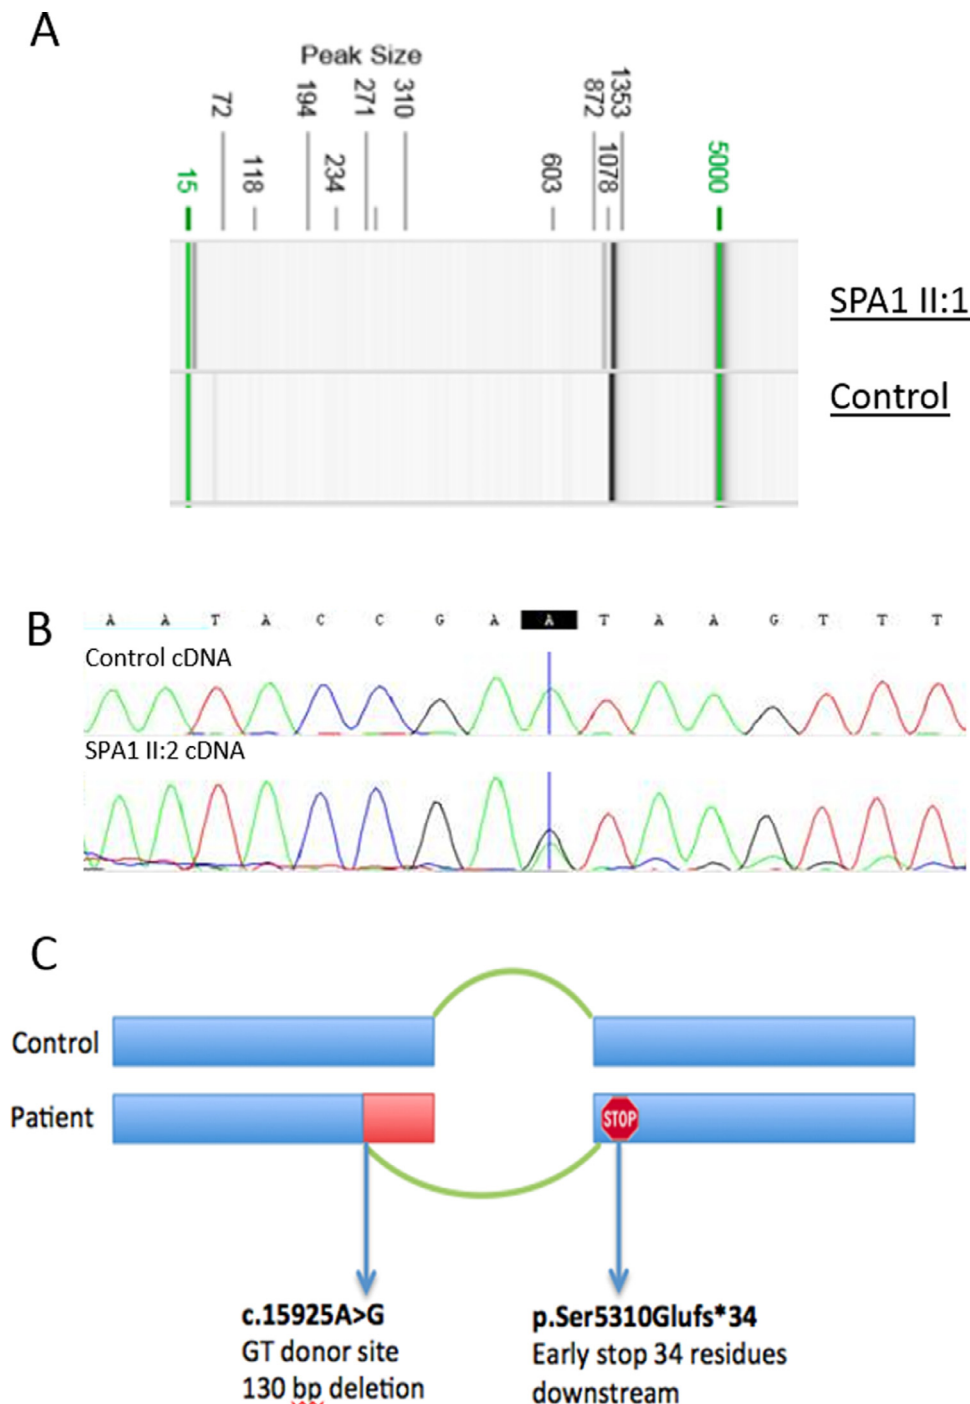 A
Peak Size
72 194 271 310 872 1353
15 118 234 603 1078 5000
SPA1 II:1
Control
B
A A T A C C G A A T A A G T T T
Control cDNA
SPA1 II:2 cDNA
C
Control
Patient
STOP
c.15925A>G
GT donor site
130 bp deletion
p.Ser5310Glufs*34
Early stop 34 residues
downstream